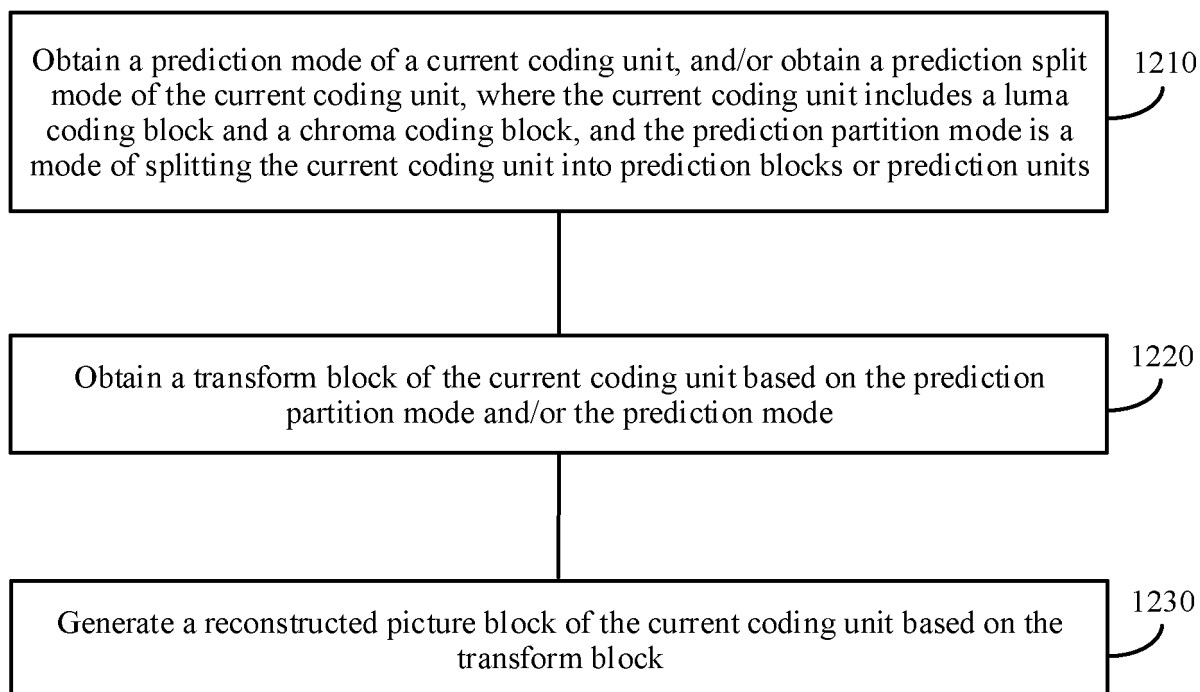 Obtain a prediction mode of a current coding unit, and/or obtain a prediction split
mode of the current coding unit, where the current coding unit includes a luma
coding block and a chroma coding block, and the prediction partition mode is a
mode of splitting the current coding unit into prediction blocks or prediction units
1210
Obtain a transform block of the current coding unit based on the prediction
partition mode and/or the prediction mode
1220
Generate a reconstructed picture block of the current coding unit based on the
transform block
1230